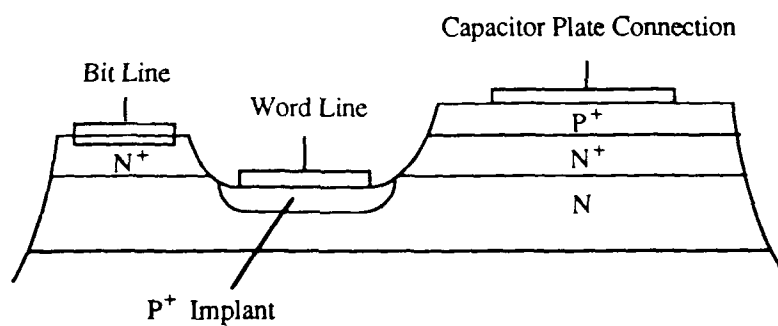 Capacitor Plate Connection
Bit Line
Word Line
P+
N+
N+
N
P+ Implant